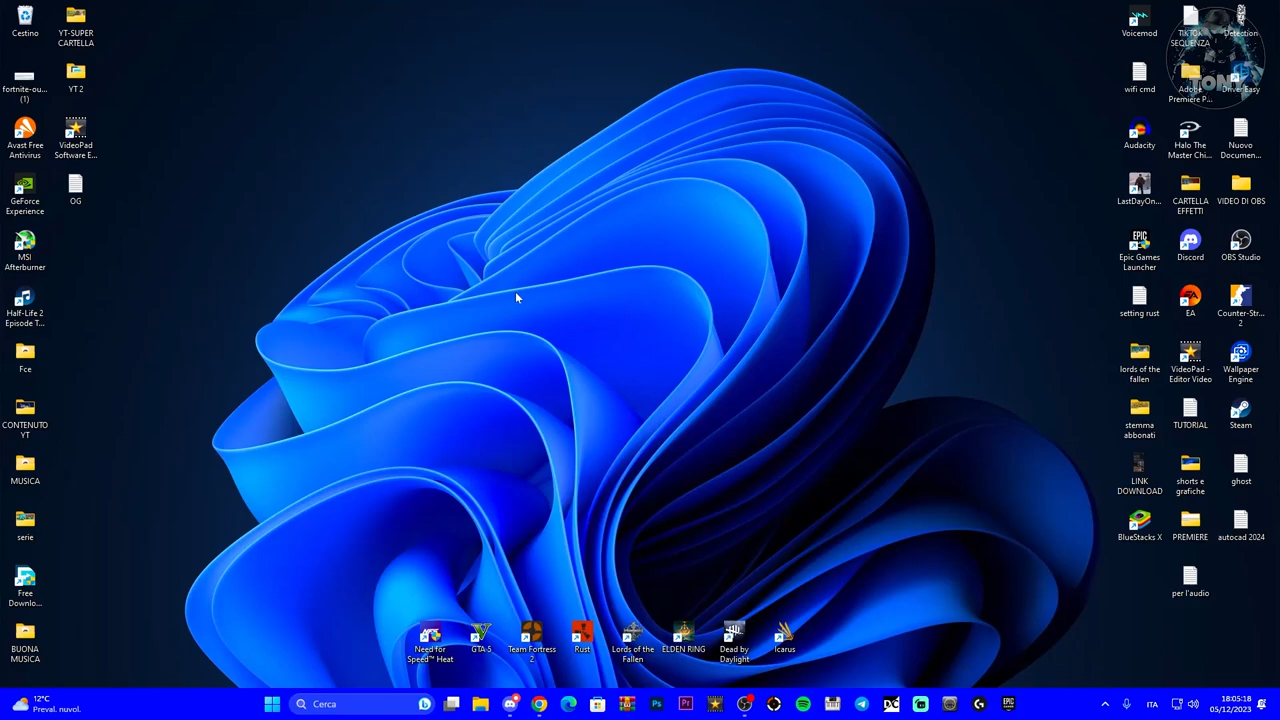 Cestino
YT-SUPER
CARTELLA
fortnite-ou...
(1)
YT 2
Avast Free
Antivirus
VideoPad
Software E...
GeForce
Experience
OG
MSI
Afterburner
Half-Life 2
Episode T...
Fce
CONTENUTO
YT
MUSICA
serie
Free
Downlo...
BUONA
MUSICA
Voicemod
TIKTOK
SEQUENZA
Detection
wifi cmd
Adobe
Premiere P...
Driver Easy
TONY
Audacity
Halo The
Master Chi...
Nuovo
Documen...
LastDayOn...
CARTELLA
EFFETTI
VIDEO DI OBS
Epic Games
Launcher
Discord
OBS Studio
setting rust
EA
Counter-Str...
2
lords of the
fallen
VideoPad -
Editor Video
Wallpaper
Engine
stemma
abbonati
TUTORIAL
Steam
LINK
DOWNLOAD
shorts e
grafiche
ghost
BlueStacks X
PREMIERE
autocad 2024
per l'audio
Need for
Speed™ Heat
GTA 5
Team Fortress
2
Rust
Lords of the
Fallen
ELDEN RING
Dead by
Daylight
Icarus
12°C
Preval. nuvol.
Cerca
ITA
18:05:18
05/12/2023